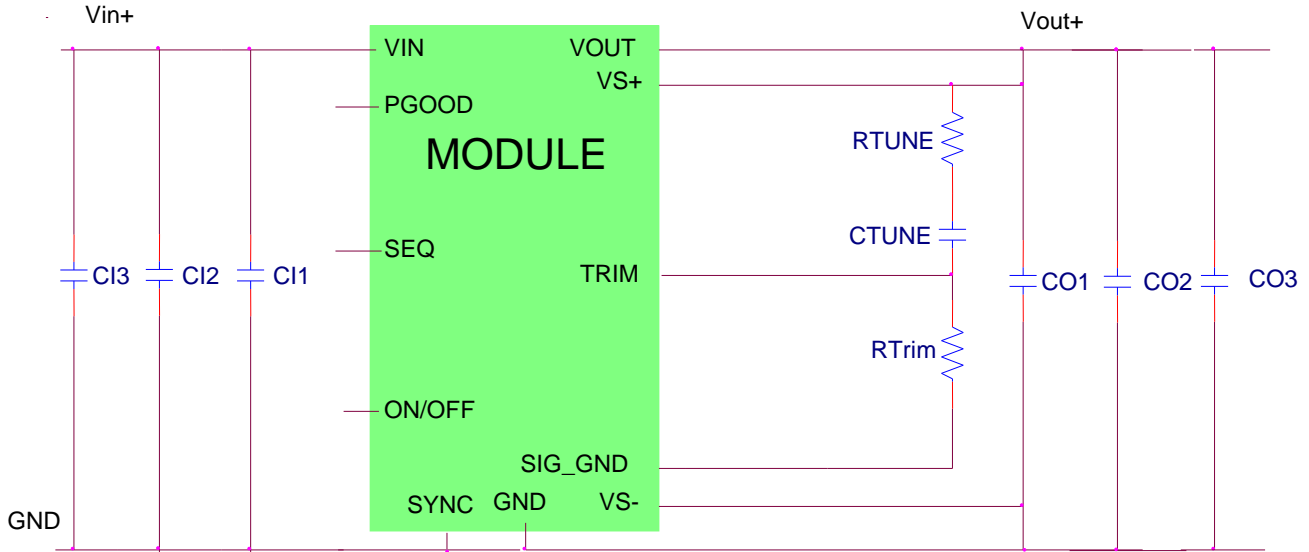 Vin+
Vout+
VIN
VOUT
VS+
PGOOD
MODULE
RTUNE
CTUNE
SEQ
TRIM
CI3
CI2
CI1
CO1
CO2
CO3
RTrim
ON/OFF
SIG_GND
SYNC
GND
VS-
GND